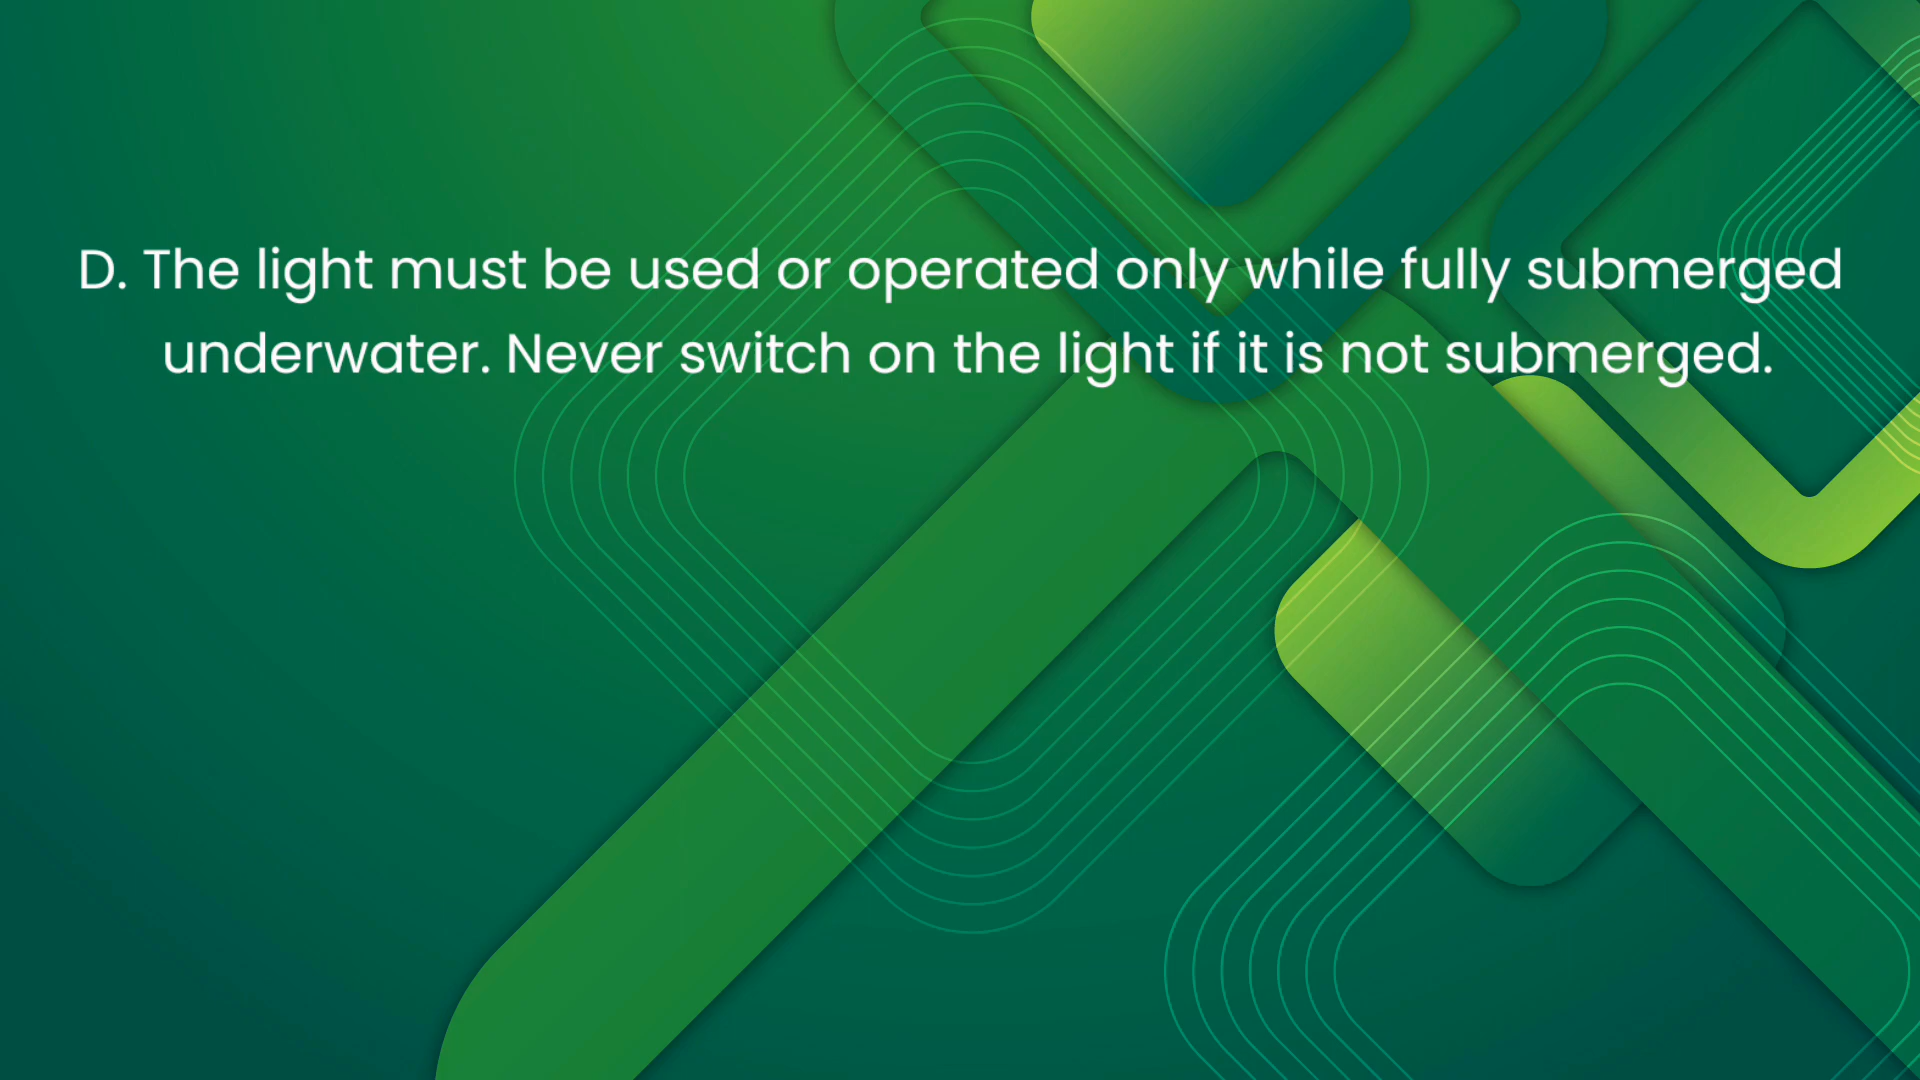 D. The light must be used or operated only while fully submerged
underwater. Never switch on the light if it is not submerged.